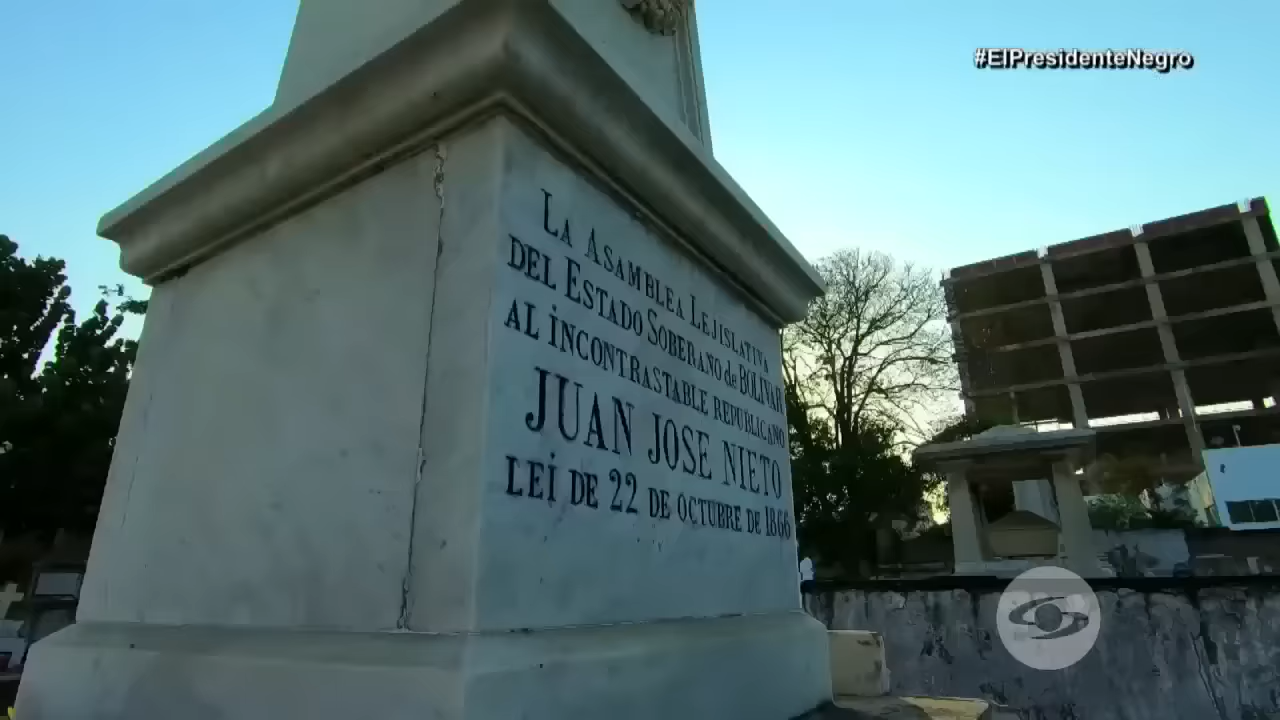 #ElPresidenteNegro
LA ASAMBLEA LEJISLATIVA
DEL ESTADO SOBERANO de BOLIVAR
AL INCONTRASTABLE REPUBLICANO
JUAN JOSE NIETO
LEI DE 22 DE OCTUBRE DE 1866